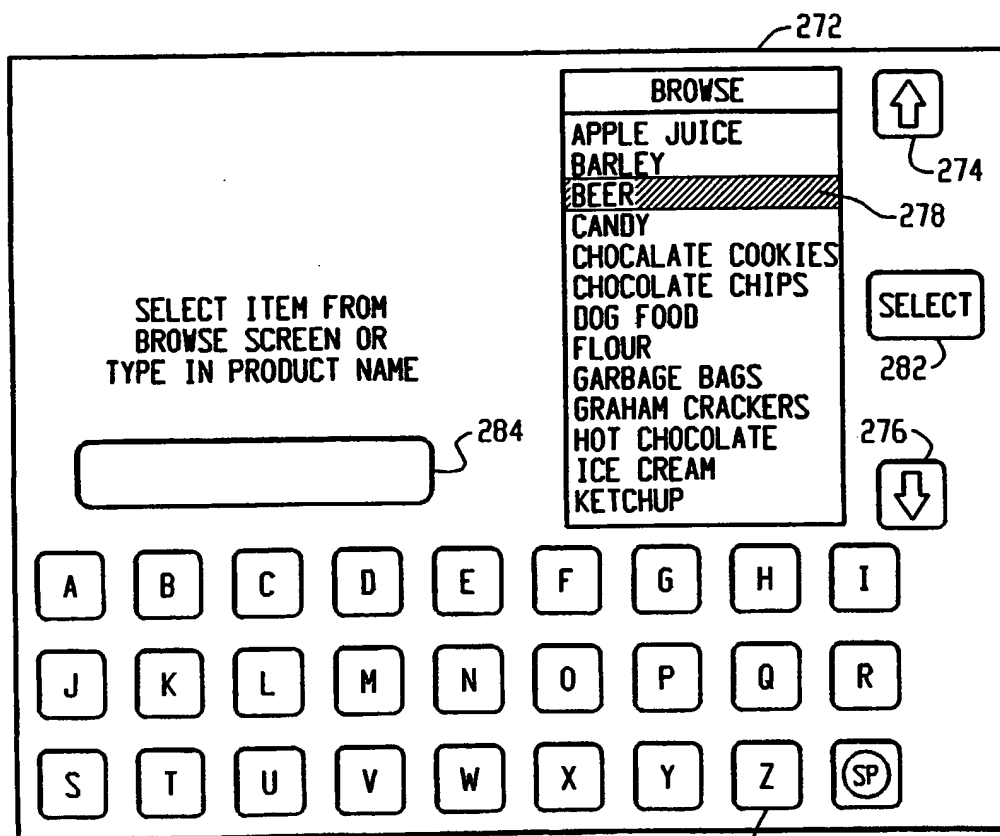 272
BROWSE
APPLE JUICE
BARLEY
BEER
CANDY
CHOCALATE COOKIES
CHOCOLATE CHIPS
DOG FOOD
FLOUR
GARBAGE BAGS
GRAHAM CRACKERS
HOT CHOCOLATE
ICE CREAM
KETCHUP
274
278
SELECT
282
276
SELECT ITEM FROM
BROWSE SCREEN OR
TYPE IN PRODUCT NAME
284
A B C D E F G H I
J K L M N O P Q R
S T U V W X Y Z SP